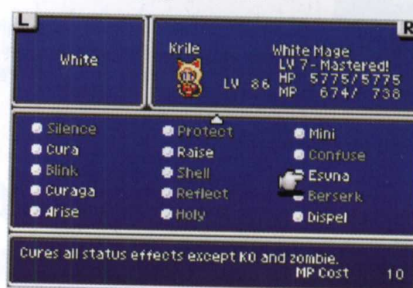 L
R
White
Krile
White Mage
LV 7- Mastered!
LV 86
HP 5775/5775
MP 674/ 738
Silence Protect Mini
Cura Raise Confuse
Blink Shell Esuna
Curaga Reflect Berserk
Arise Holy Dispel
Cures all status effects except KO and zombie.
MP Cost 10